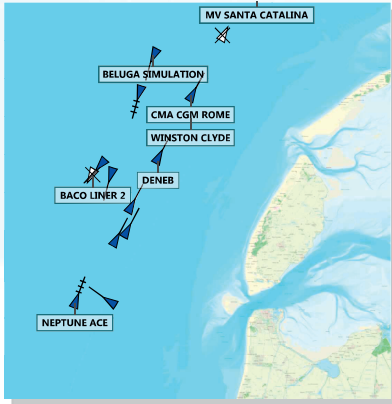 MV SANTA CATALINA
BELUGA SIMULATION
CMA CGM ROME
WINSTON CLYDE
DENEB
BACO LINER 2
NEPTUNE ACE